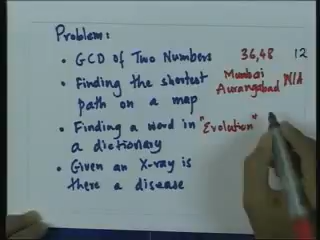 Problem:
• GCD of Two Numbers 36,48 12
• Finding the shortest Mumbai
path on a map Aurangabad N/A
• Finding a word in "Evolution"
a dictionary
• Given an X-ray is
there a disease